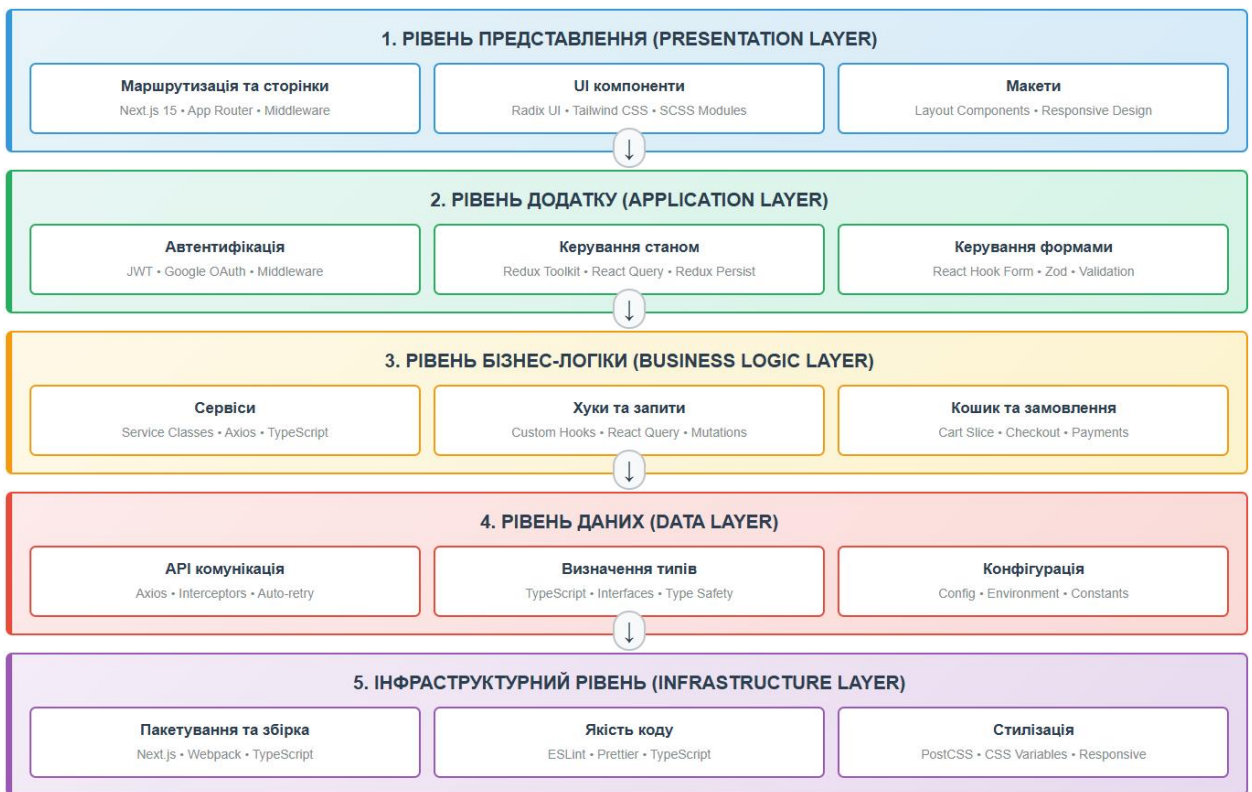 1. РІВЕНЬ ПРЕДСТАВЛЕННЯ (PRESENTATION LAYER)
Маршрутизація та сторінки
Next.js 15 • App Router • Middleware
UI компоненти
Radix UI • Tailwind CSS • SCSS Modules
Макети
Layout Components • Responsive Design
↓
2. РІВЕНЬ ДОДАТКУ (APPLICATION LAYER)
Автентифікація
JWT • Google OAuth • Middleware
Керування станом
Redux Toolkit • React Query • Redux Persist
Керування формами
React Hook Form • Zod • Validation
↓
3. РІВЕНЬ БІЗНЕС-ЛОГІКИ (BUSINESS LOGIC LAYER)
Сервіси
Service Classes • Axios • TypeScript
Хуки та запити
Custom Hooks • React Query • Mutations
Кошик та замовлення
Cart Slice • Checkout • Payments
↓
4. РІВЕНЬ ДАНИХ (DATA LAYER)
API комунікація
Axios • Interceptors • Auto-retry
Визначення типів
TypeScript • Interfaces • Type Safety
Конфігурація
Config • Environment • Constants
↓
5. ІНФРАСТРУКТУРНИЙ РІВЕНЬ (INFRASTRUCTURE LAYER)
Пакетування та збірка
Next.js • Webpack • TypeScript
Якість коду
ESLint • Prettier • TypeScript
Стилізація
PostCSS • CSS Variables • Responsive